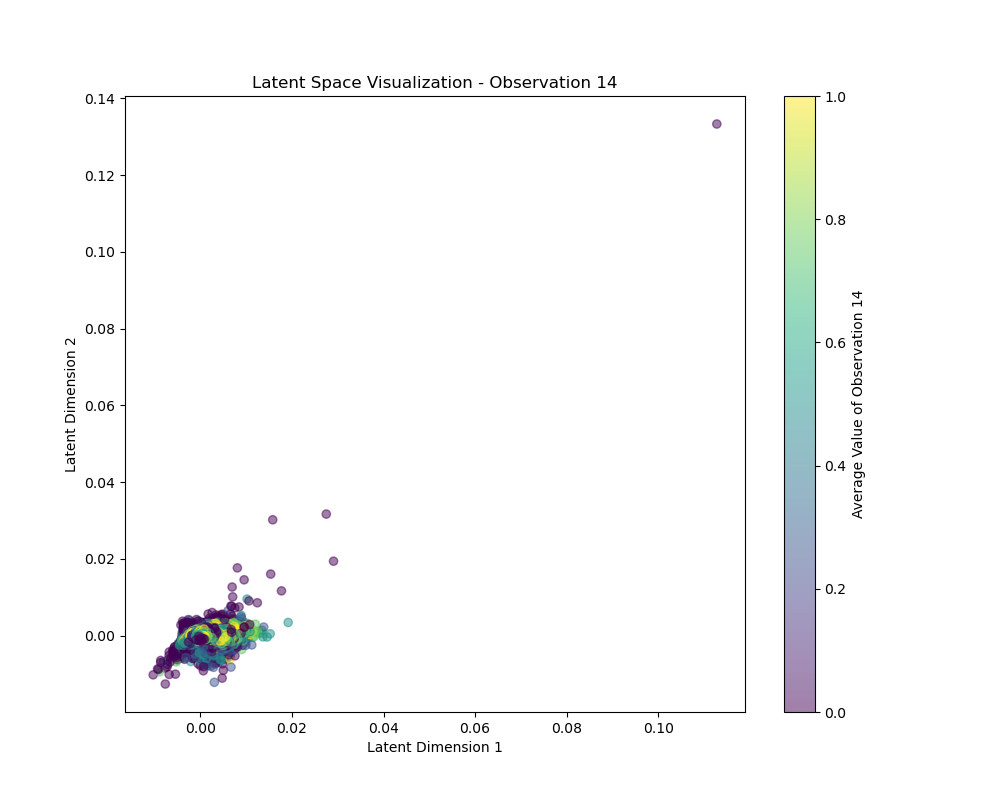 Latent Space Visualization - Observation 14
0.14
0.12
0.10
0.08
0.06
0.04
0.02
0.00
Latent Dimension 2
0.00 0.02 0.04 0.06 0.08 0.10
Latent Dimension 1
1.0
0.8
0.6
0.4
0.2
0.0
Average Value of Observation 14